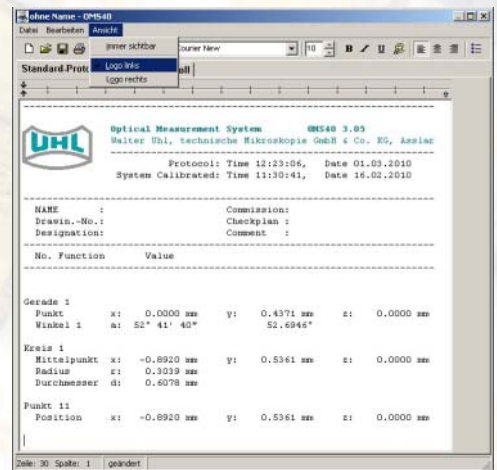 ohne Name - OMS40
Datei Bearbeiten Ansicht
immer sichtbar
Logo links
Logo rechts
Courier New 10 B / U
Standard-Proto oll
UHL
Optical Measurement System OMS40 3.05
Walter Uhl, technische Mikroskopie GmbH & Co. KG, Asslar
Protocol: Time 12:23:06, Date 01.03.2010
System Calibrated: Time 11:30:41, Date 16.02.2010
NAME : Commission:
Drawin.-No.: Checkplan :
Designation: Comment :
No. Function Value
Gerade 1
Punkt x: 0.0000 mm y: 0.4371 mm z: 0.0000 mm
Winkel 1 a: 52° 41' 40" 52.6946°
Kreis 1
Mittelpunkt x: -0.8920 mm y: 0.5361 mm z: 0.0000 mm
Radius r: 0.3039 mm
Durchmesser d: 0.6078 mm
Punkt 11
Position x: -0.8920 mm y: 0.5361 mm z: 0.0000 mm
Zeile: 30 Spalte: 1 geändert